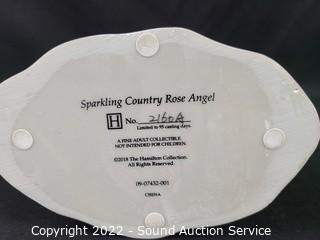 Sparkling Country Rose Angel
H No. 2160A
Limited to 95 casting days.
A FINE ADULT COLLECTIBLE
NOT INTENDED FOR CHILDREN.
©2018 The Hamilton Collection.
All Rights Reserved.
09-07432-001
CHINA
Copyright 2022 - Sound Auction Service